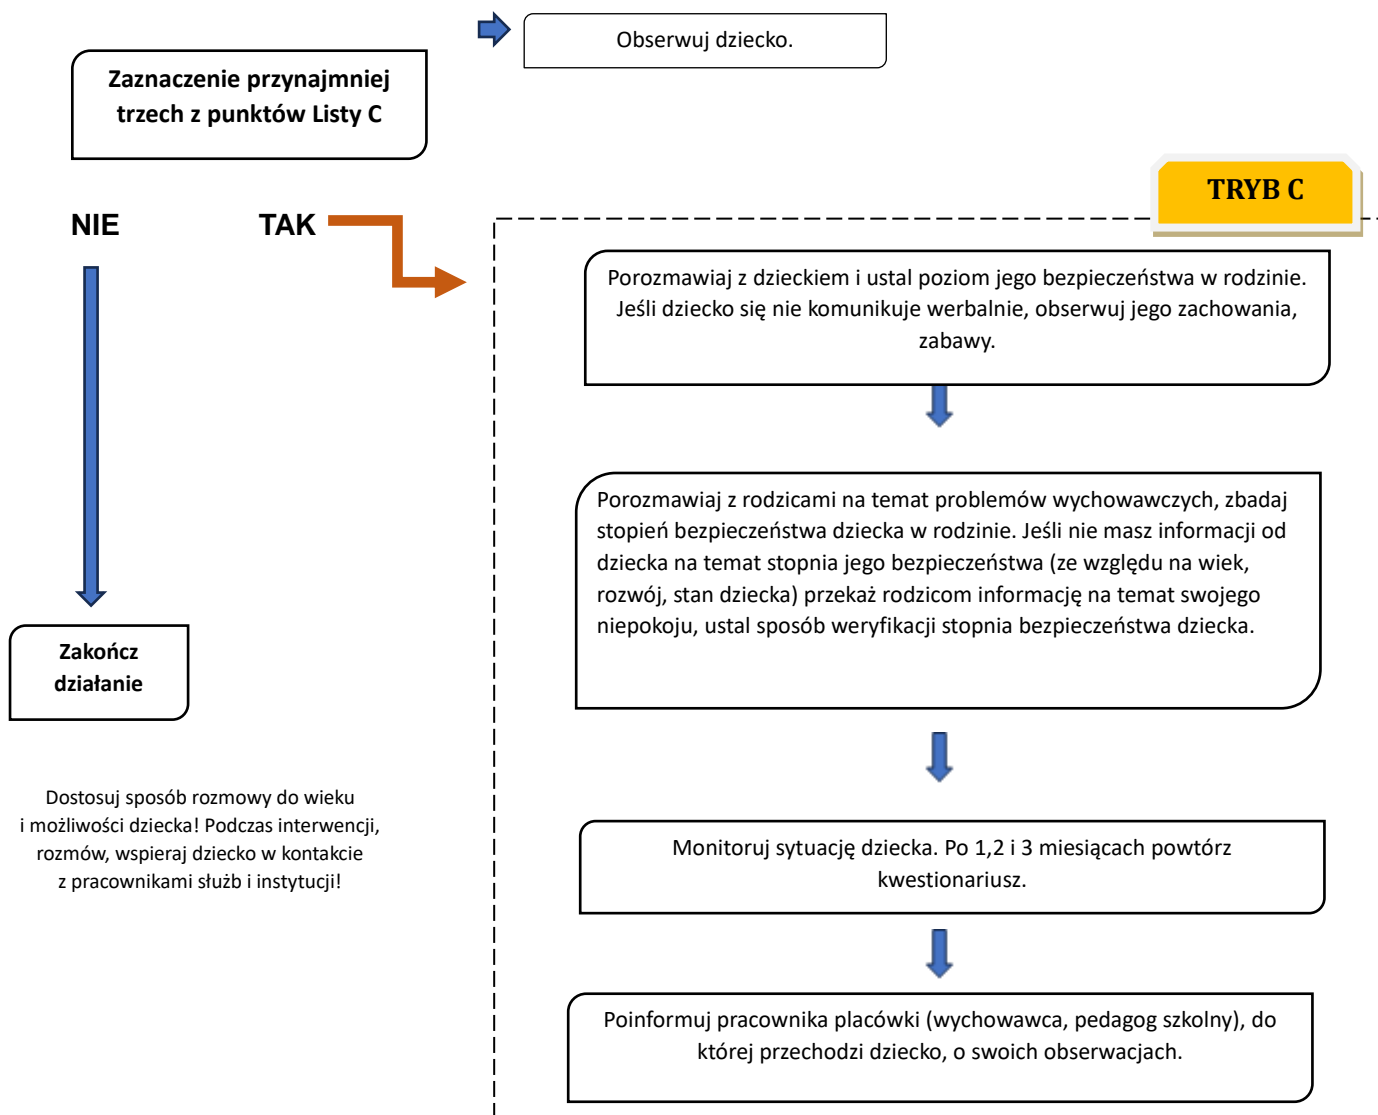 Obserwuj dziecko.
Zaznaczenie przynajmniej
trzech z punktów Listy C
TRYB C
NIE
TAK
Porozmawiaj z dzieckiem i ustal poziom jego bezpieczeństwa w rodzinie.
Jeśli dziecko się nie komunikuje werbalnie, obserwuj jego zachowania,
zabawy.
Porozmawiaj z rodzicami na temat problemów wychowawczych, zbadaj
stopień bezpieczeństwa dziecka w rodzinie. Jeśli nie masz informacji od
dziecka na temat stopnia jego bezpieczeństwa (ze względu na wiek,
rozwój, stan dziecka) przekaż rodzicom informację na temat swojego
niepokoju, ustal sposób weryfikacji stopnia bezpieczeństwa dziecka.
Zakończ
działanie
Dostosuj sposób rozmowy do wieku
i możliwości dziecka! Podczas interwencji,
rozmów, wspieraj dziecko w kontakcie
z pracownikami służb i instytucji!
Monitoruj sytuację dziecka. Po 1,2 i 3 miesiącach powtórz
kwestionariusz.
Poinformuj pracownika placówki (wychowawca, pedagog szkolny), do
której przechodzi dziecko, o swoich obserwacjach.